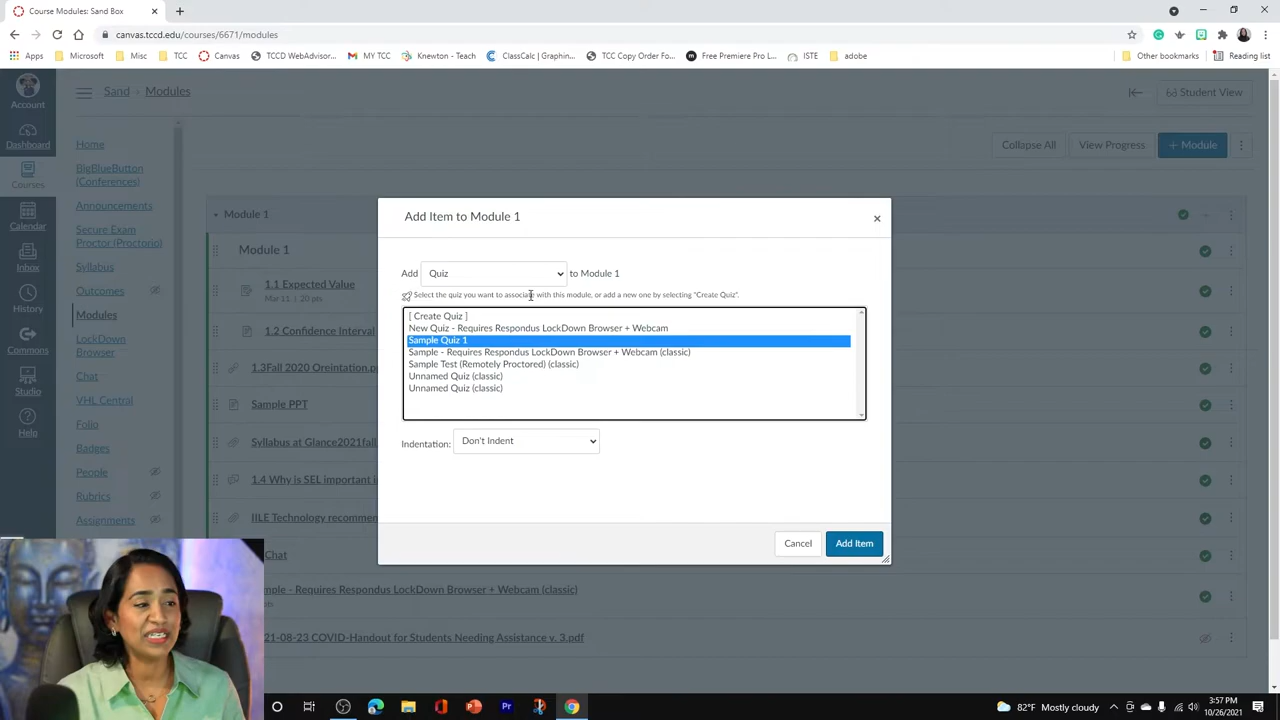 Course Modules: Sand Box
canvas.tccd.edu/courses/6671/modules
Apps
Microsoft
Misc
TCC
Canvas
TCCD WebAdvisor...
MY TCC
Knewton - Teach
ClassCalc | Graphin...
TCC Copy Order Fo...
Free Premiere Pro L...
ISTE
adobe
Other bookmarks
Reading list
Account
Dashboard
Courses
Calendar
Inbox
History
Commons
Studio
Help
Sand
Modules
Student View
Collapse All
View Progress
+ Module
Home
BigBlueButton
(Conferences)
Announcements
Secure Exam
Proctor (Proctorio)
Syllabus
Outcomes
Modules
LockDown
Browser
Chat
VHL Central
Folio
Badges
People
Rubrics
Assignments
Module 1
Module 1
1.1 Expected Value
Mar 11 | 20 pts
1.2 Confidence Interval
1.3Fall 2020 Oreintation.p
Sample PPT
Syllabus at Glance2021fall
1.4 Why is SEL important i
IILE Technology recommen
Chat
mple - Requires Respondus LockDown Browser + Webcam (classic)
pts
21-08-23 COVID-Handout for Students Needing Assistance v. 3.pdf
Add Item to Module 1
×
Add Quiz to Module 1
Select the quiz you want to associate with this module, or add a new one by selecting "Create Quiz".
[ Create Quiz ]
New Quiz - Requires Respondus LockDown Browser + Webcam
Sample Quiz 1
Sample - Requires Respondus LockDown Browser + Webcam (classic)
Sample Test (Remotely Proctored) (classic)
Unnamed Quiz (classic)
Unnamed Quiz (classic)
Indentation: Don't Indent
Cancel
Add Item
82°F Mostly cloudy
3:57 PM
10/26/2021